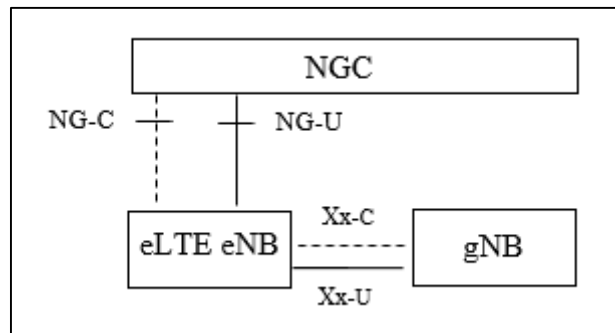 NGC
NG-C
NG-U
Xx-C
eLTE eNB
gNB
Xx-U